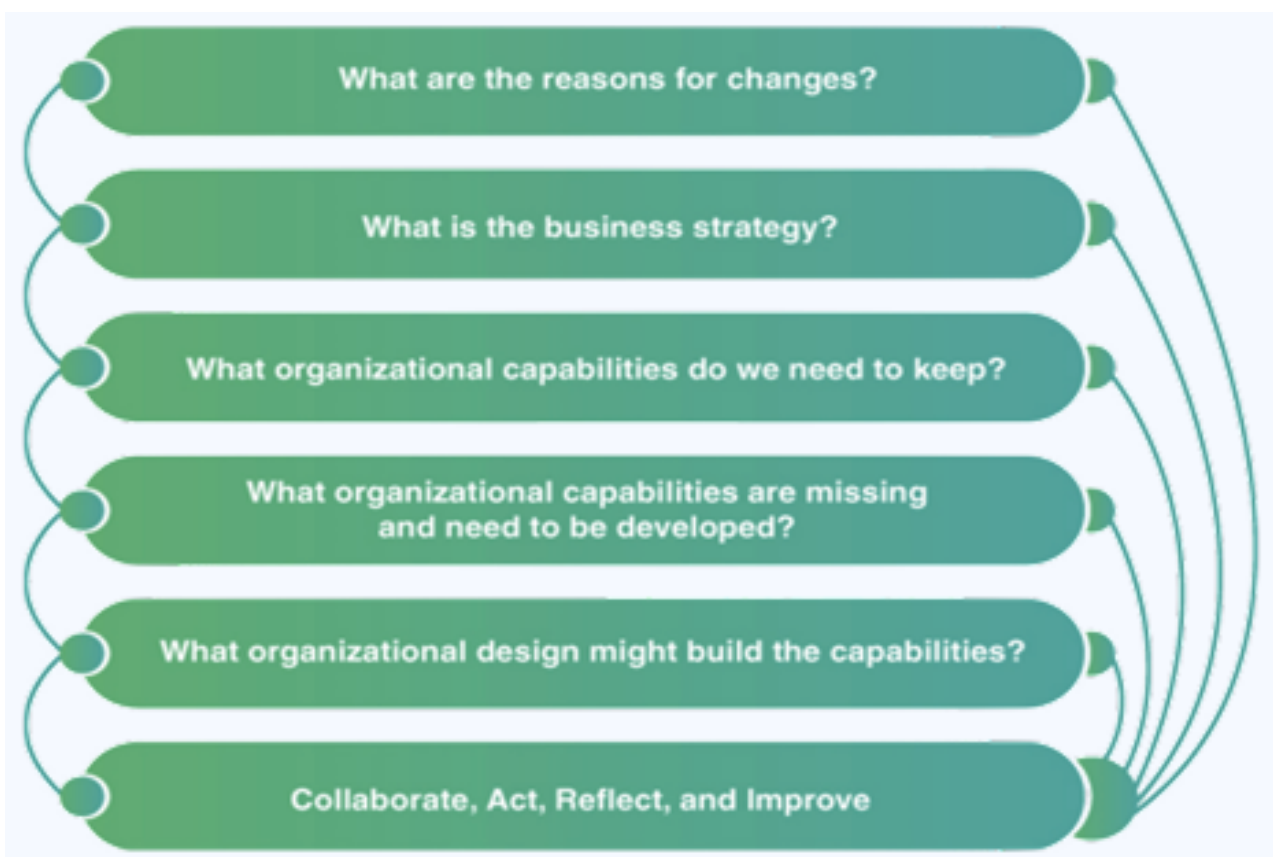 What are the reasons for changes?
What is the business strategy?
What organizational capabilities do we need to keep?
What organizational capabilities are missing
and need to be developed?
What organizational design might build the capabilities?
Collaborate, Act, Reflect, and Improve